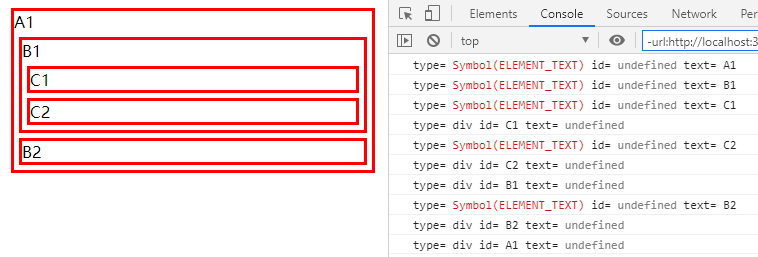 A1
B1
C1
C2
B2
Elements Console Sources Network
top
-url:http://localhost:3
type= Symbol(ELEMENT_TEXT) id= undefined text= A1
type= Symbol(ELEMENT_TEXT) id= undefined text= B1
type= Symbol(ELEMENT_TEXT) id= undefined text= C1
type= div id= C1 text= undefined
type= Symbol(ELEMENT_TEXT) id= undefined text= C2
type= div id= C2 text= undefined
type= div id= B1 text= undefined
type= Symbol(ELEMENT_TEXT) id= undefined text= B2
type= div id= B2 text= undefined
type= div id= A1 text= undefined